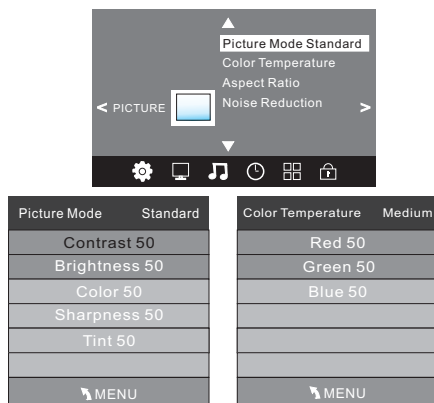 Picture Mode Standard
Color Temperature
Aspect Ratio
< PICTURE
Noise Reduction >
Picture Mode Standard
Contrast 50
Brightness 50
Color 50
Sharpness 50
Tint 50
MENU
Color Temperature Medium
Red 50
Green 50
Blue 50
MENU